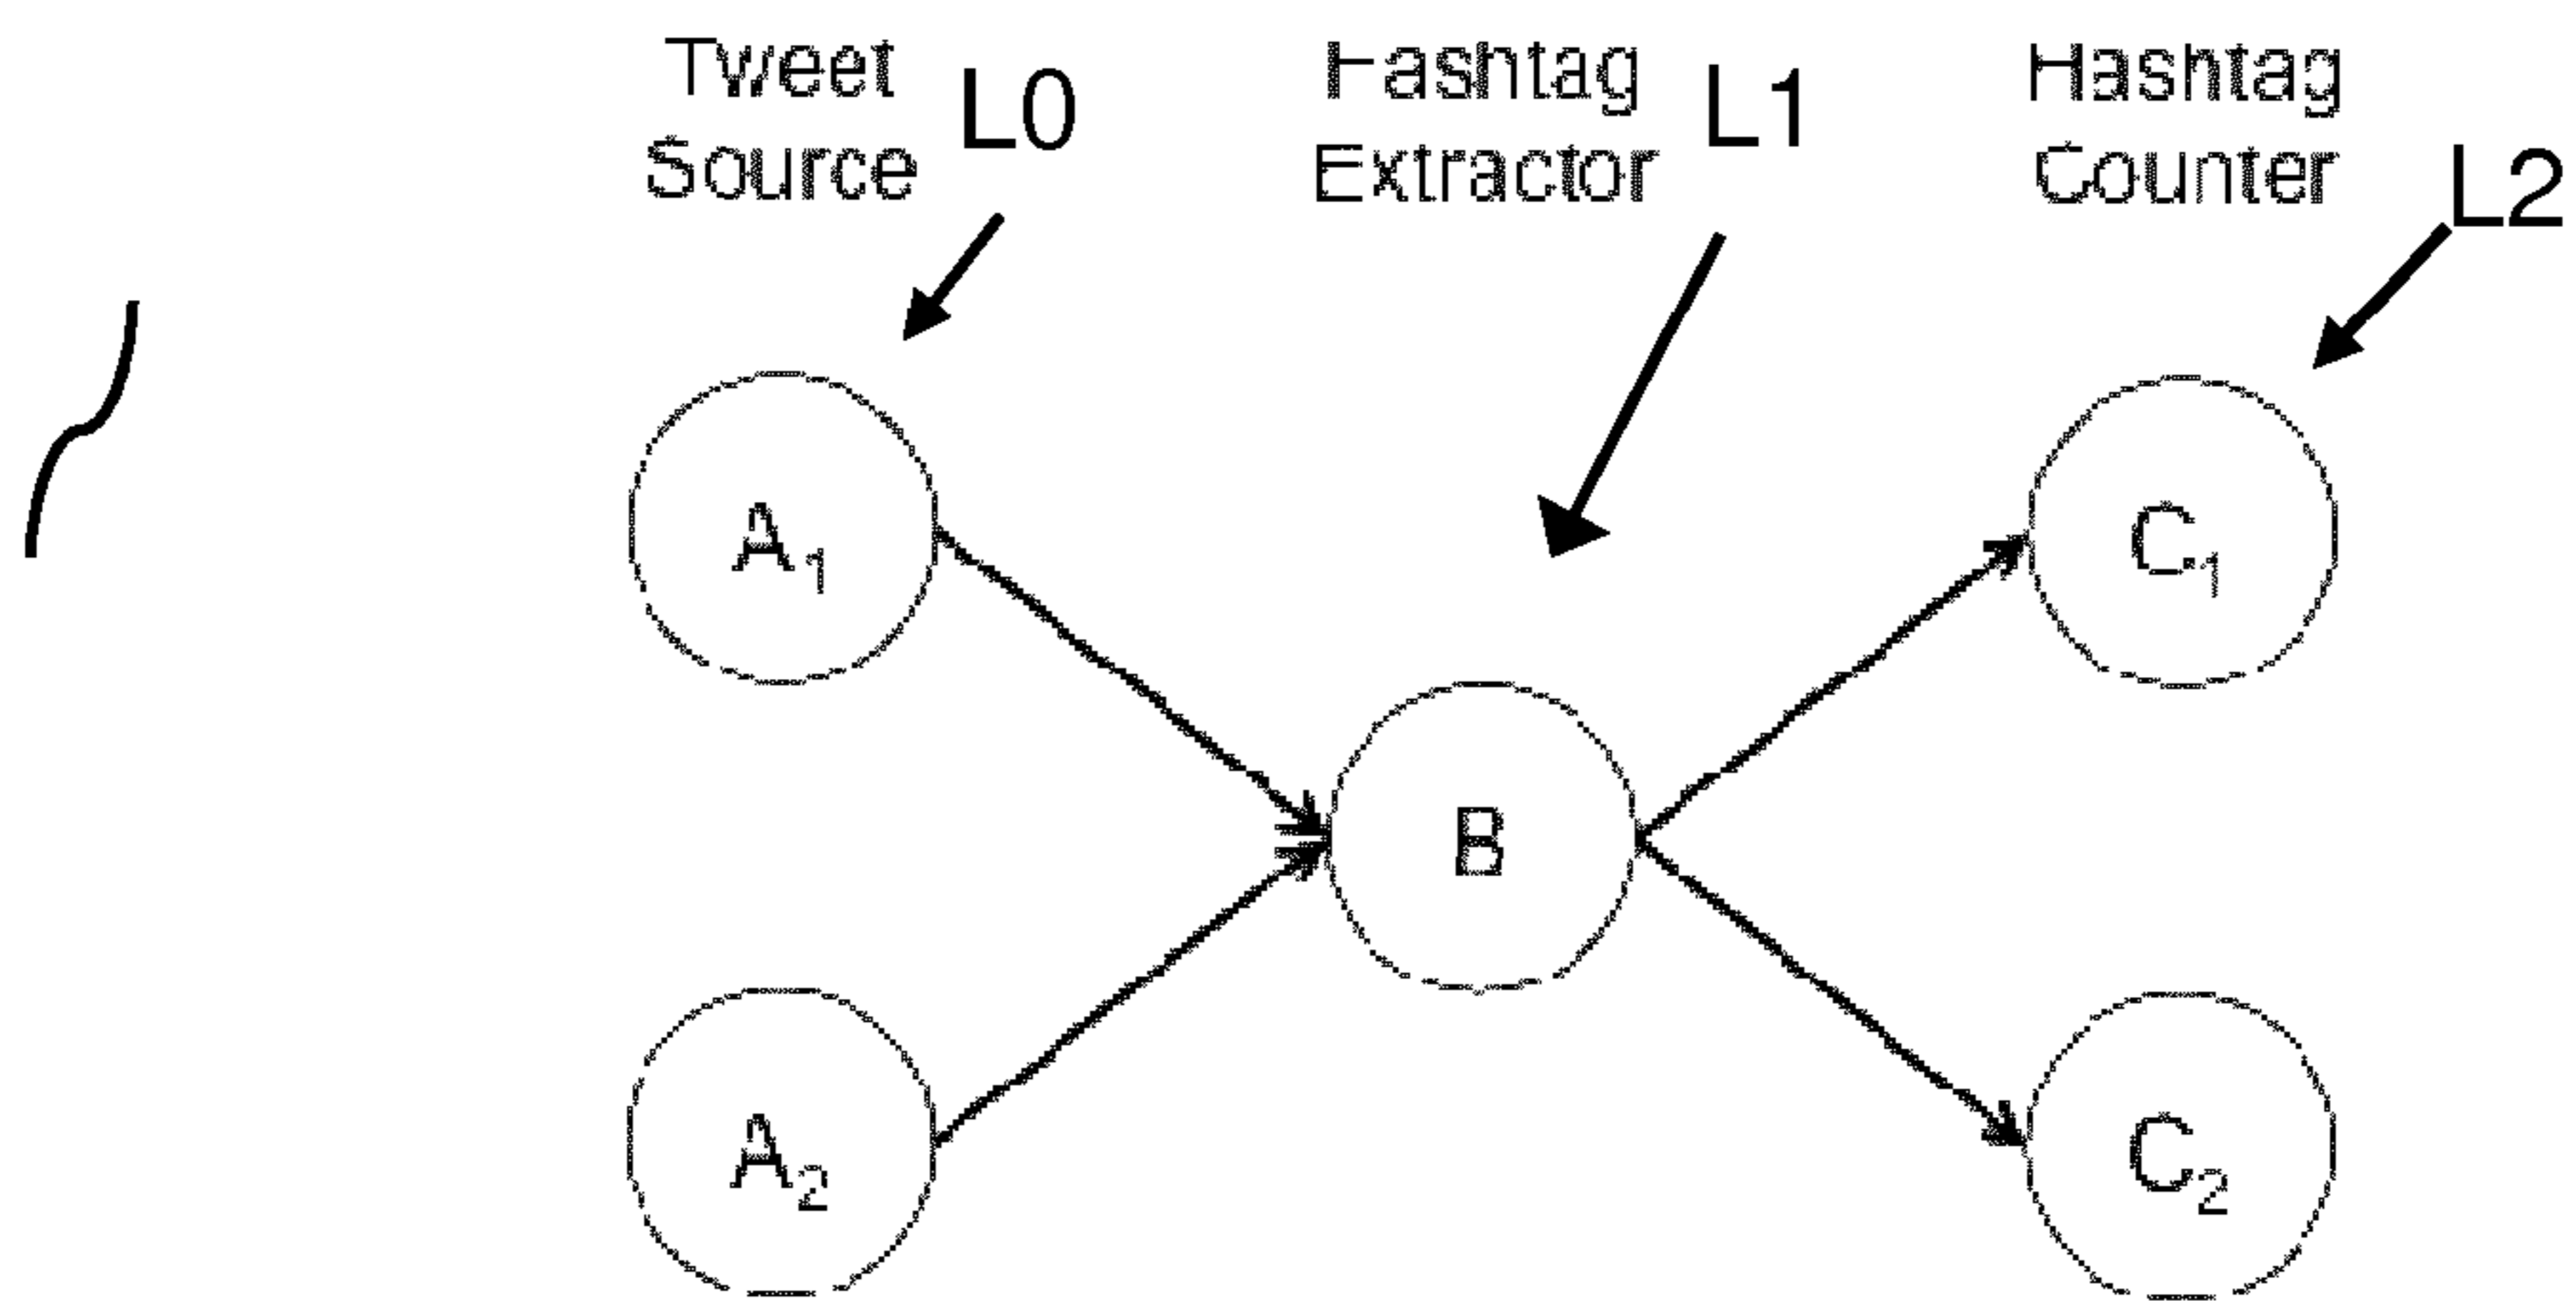 Tweet
Source
L0
Hashtag
Extractor
L1
Hashtag
Counter
L2
A1
C1
B
A2
C2